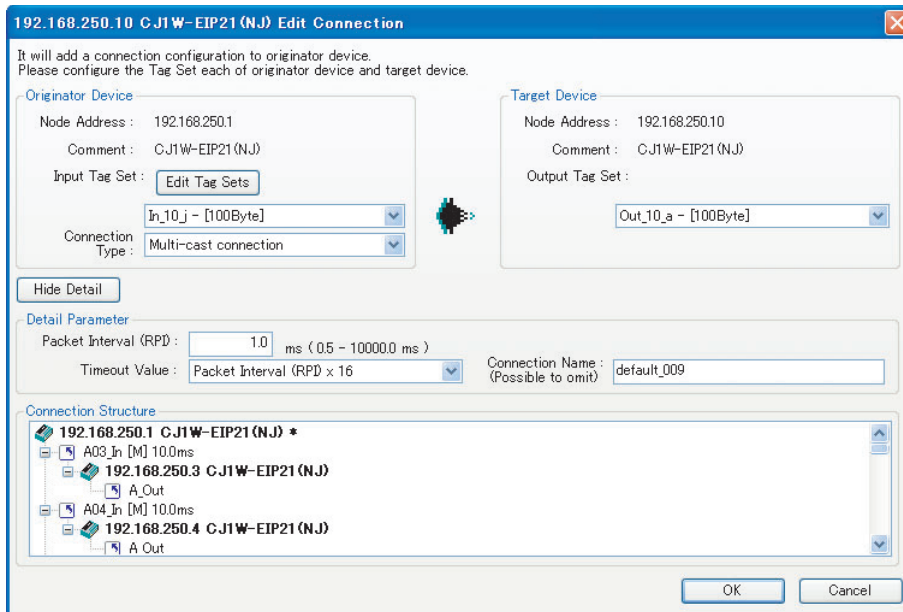 192.168.250.10 CJ1W-EIP21(NJ) Edit Connection
It will add a connection configuration to originator device.
Please configure the Tag Set each of originator device and target device.
Originator Device
Node Address : 192.168.250.1
Comment : CJ1W-EIP21(NJ)
Input Tag Set : Edit Tag Sets
In_10_j - [100Byte]
Connection Type : Multi-cast connection
Target Device
Node Address : 192.168.250.10
Comment : CJ1W-EIP21(NJ)
Output Tag Set :
Out_10_a - [100Byte]
Hide Detail
Detail Parameter
Packet Interval (RPI) : 1.0 ms ( 0.5 - 10000.0 ms )
Timeout Value : Packet Interval (RPI) x 16
Connection Name : (Possible to omit) default_009
Connection Structure
192.168.250.1 CJ1W-EIP21(NJ) *
A03_In [M] 10.0ms
192.168.250.3 CJ1W-EIP21(NJ)
A_Out
A04_In [M] 10.0ms
192.168.250.4 CJ1W-EIP21(NJ)
A Out
OK Cancel